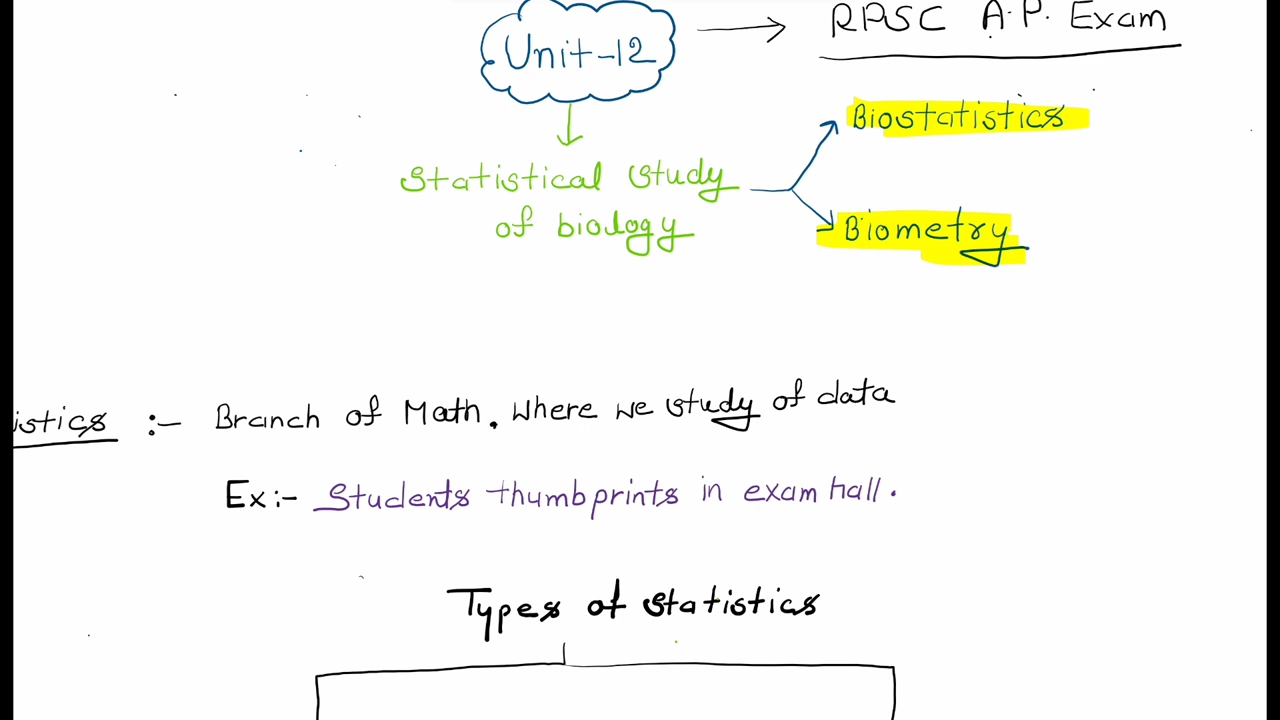 Unit-12 → RPSC A.P. Exam
Biostatistics
Statistical study
of biology
Biometry
istics :- Branch of Math. Where we study of data
Ex:- Students thumbprints in exam hall.
Types of statistics